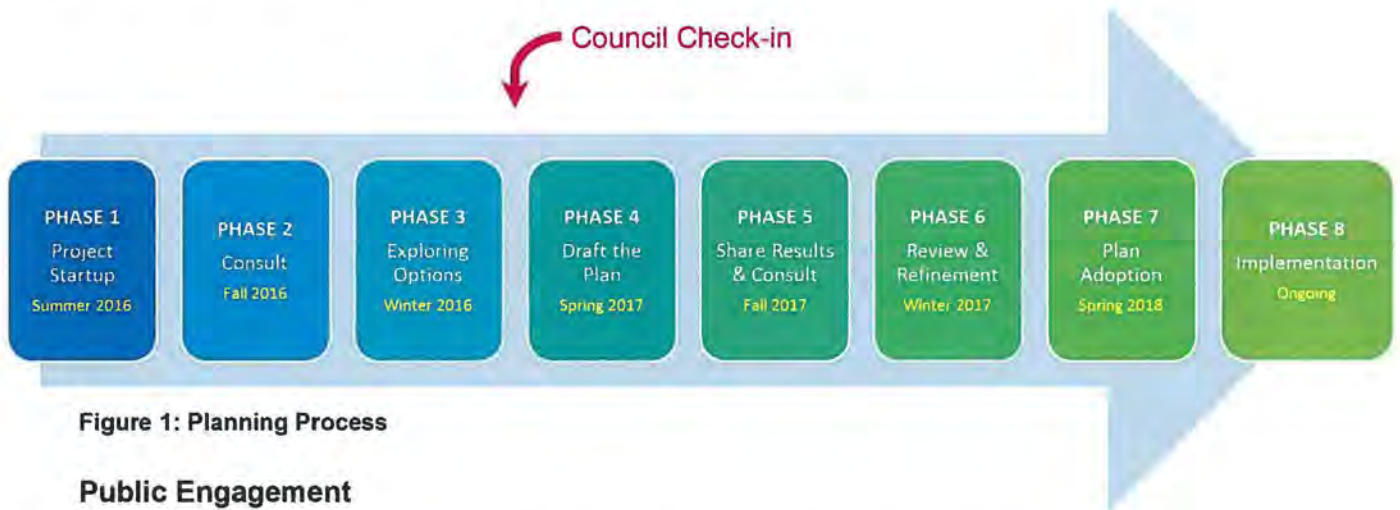 Council Check-in
PHASE 1
Project
Startup
Summer 2016
PHASE 2
Consult
Fall 2016
PHASE 3
Exploring
Options
Winter 2016
PHASE 4
Draft the
Plan
Spring 2017
PHASE 5
Share Results
& Consult
Fall 2017
PHASE 6
Review &
Refinement
Winter 2017
PHASE 7
Plan
Adoption
Spring 2018
PHASE 8
Implementation
Ongoing
Figure 1: Planning Process
Public Engagement